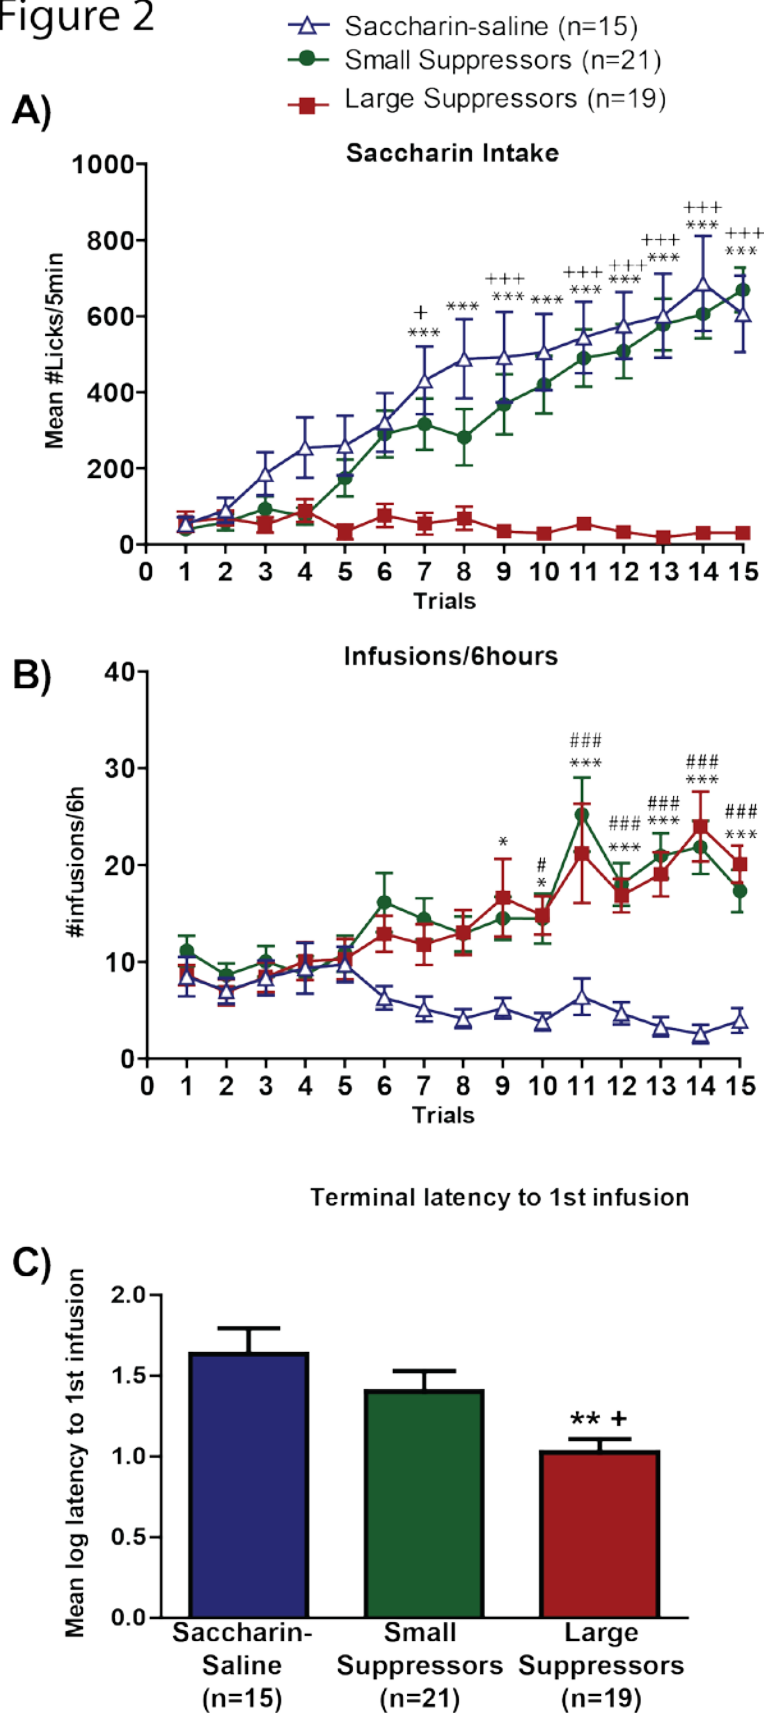 Figure 2
Saccharin-saline (n=15)
Small Suppressors (n=21)
Large Suppressors (n=19)
A)
Saccharin Intake
1000
800
600
400
200
0
Mean #Licks/5min
+
***
***
+++
***
***
+++
***
+++
***
+++
***
+++
***
+++
***
0 1 2 3 4 5 6 7 8 9 10 11 12 13 14 15
Trials
B)
Infusions/6hours
40
30
20
10
0
#infusions/6h
*
#
*
###
***
###
***
###
***
###
***
###
***
0 1 2 3 4 5 6 7 8 9 10 11 12 13 14 15
Trials
Terminal latency to 1st infusion
C)
2.0
1.5
1.0
0.5
0.0
Mean log latency to 1st infusion
** +
Saccharin-
Saline
(n=15)
Small
Suppressors
(n=21)
Large
Suppressors
(n=19)